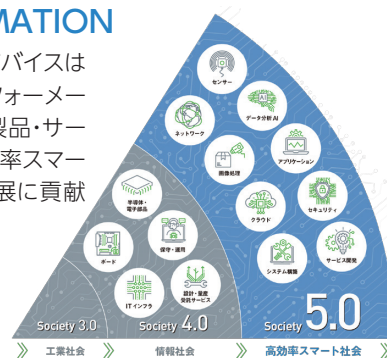 MATION
バイスは
フォーメー
製品・サー
率スマー
展に貢献
センサー
データ分析 AI
AI
ネットワーク
画像処理
アプリケーション
クラウド
セキュリティ
システム構築
サービス開発
半導体・
電子部品
ボード
保守・運用
ITインフラ
設計・量産
受託サービス
Society 3.0
Society 4.0
Society 5.0
工業社会
情報社会
高効率スマート社会